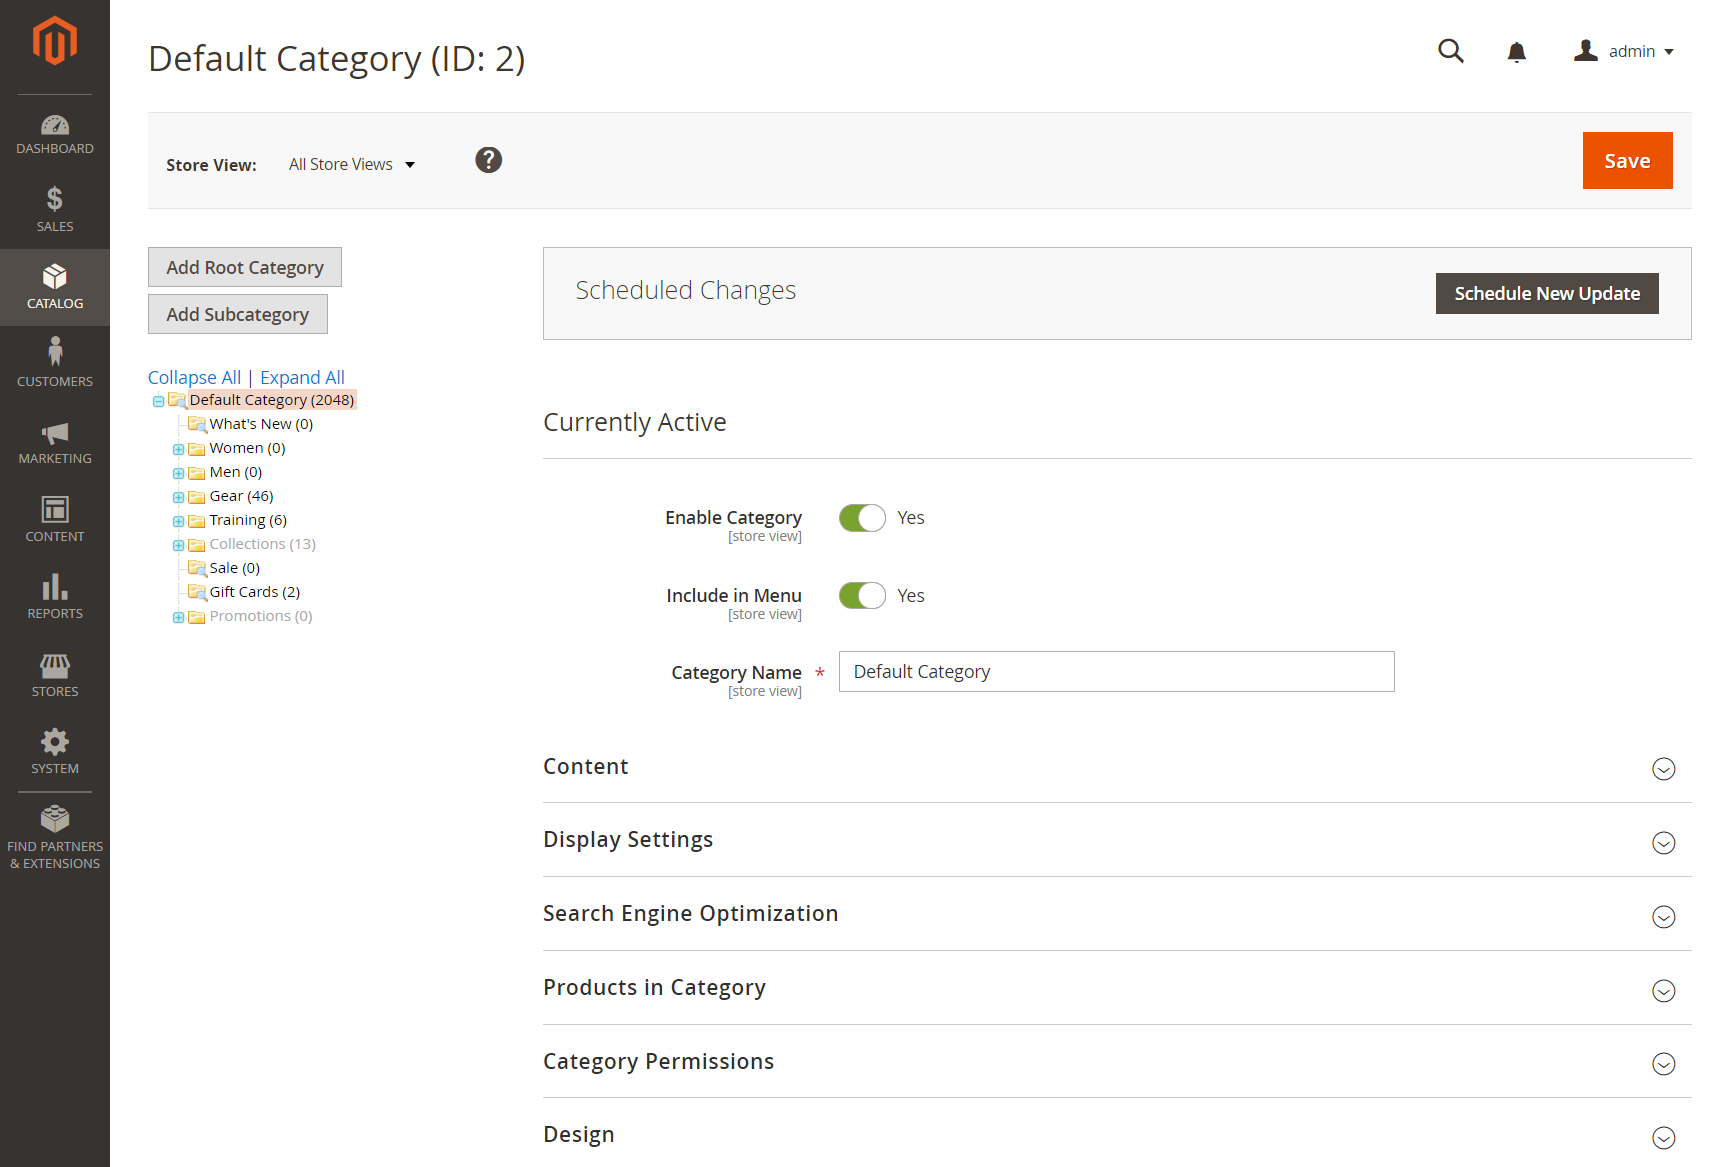 Default Category (ID: 2)
admin
DASHBOARD
SALES
CATALOG
CUSTOMERS
MARKETING
CONTENT
REPORTS
STORES
SYSTEM
FIND PARTNERS
& EXTENSIONS
Store View:
All Store Views
?
Save
Add Root Category
Add Subcategory
Collapse All | Expand All
Default Category (2048)
What's New (0)
Women (0)
Men (0)
Gear (46)
Training (6)
Collections (13)
Sale (0)
Gift Cards (2)
Promotions (0)
Scheduled Changes
Schedule New Update
Currently Active
Enable Category
[store view]
Yes
Include in Menu
[store view]
Yes
Category Name *
[store view]
Default Category
Content
Display Settings
Search Engine Optimization
Products in Category
Category Permissions
Design